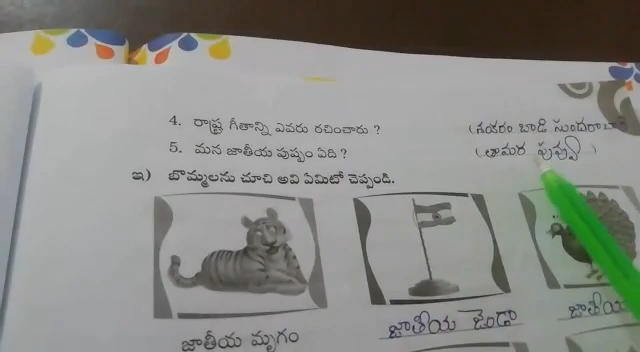 4. రాష్ట్ర గీతాన్ని ఎవరు రచించారు ?
5. మన జాతీయ పుష్పం ఏది ? (తామర పువ్వు)
ఇ) బొమ్మలను చూచి అవి ఏమిటో చెప్పండి.
జాతీయ మృగం జాతీయ జెండా